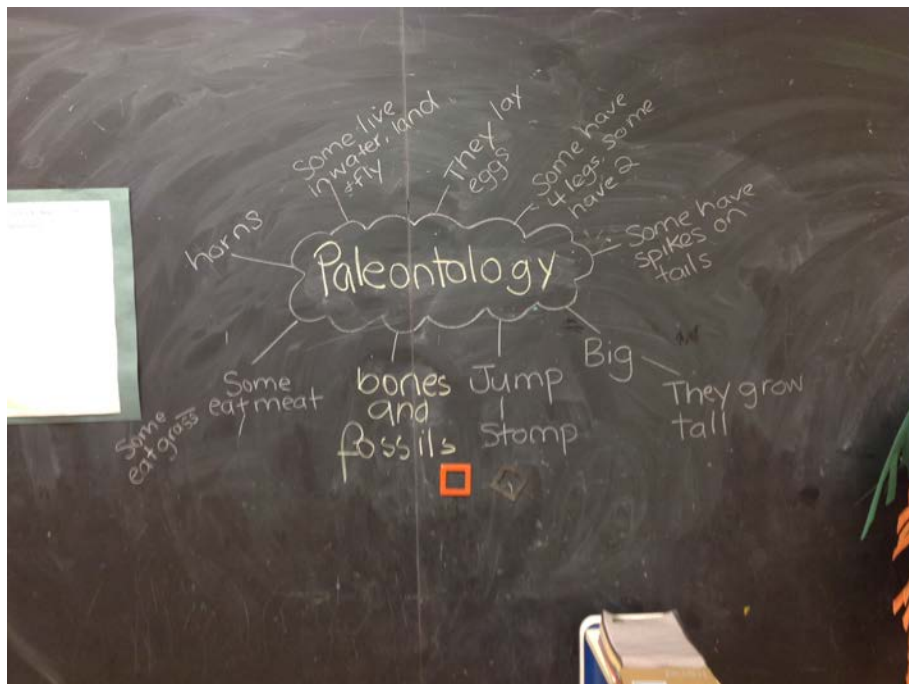 Some live
in water, land
+ fly
They lay
eggs
Some have
4 legs. Some
have 2
horns
Paleontology
Some have
spikes on
tails
Big
They grow
tall
Jump
Stomp
bones
and
fossils
Some
eat meat
Some
eat grass